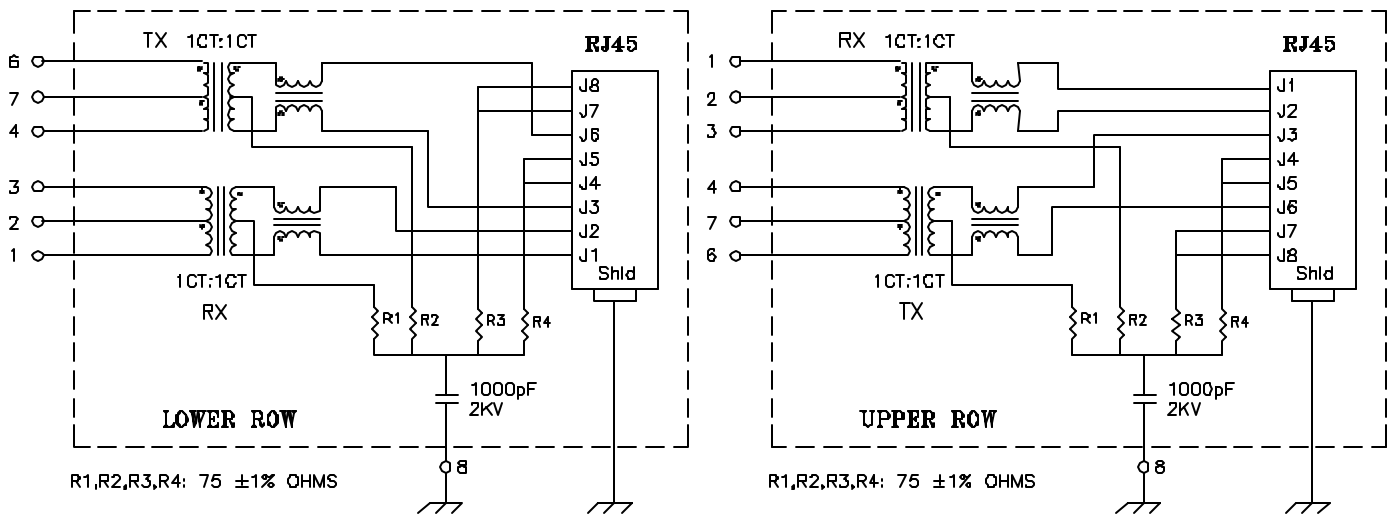 TX 1CT:1CT
RJ45
6
7
4
3
2
1
J8
J7
J6
J5
J4
J3
J2
J1
Shld
1CT:1CT
RX
R1
R2
R3
R4
1000pF
2KV
LOWER ROW
8
R1,R2,R3,R4: 75 ±1% OHMS
RX 1CT:1CT
RJ45
1
2
3
4
7
6
J1
J2
J3
J4
J5
J6
J7
J8
Shld
1CT:1CT
TX
R1
R2
R3
R4
1000pF
2KV
UPPER ROW
8
R1,R2,R3,R4: 75 ±1% OHMS